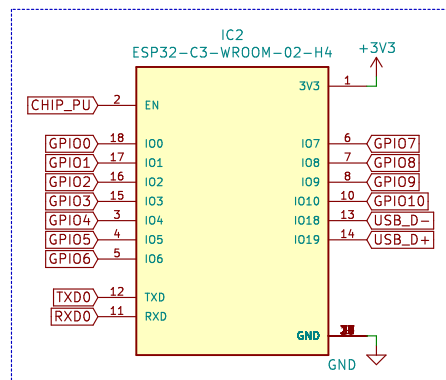 IC2
ESP32-C3-WROOM-02-H4
+3V3
3V3 1
CHIP_PU 2 EN
GPIO0 18 IO0 IO7 6 GPIO7
GPIO1 17 IO1 IO8 7 GPIO8
GPIO2 16 IO2 IO9 8 GPIO9
GPIO3 15 IO3 IO10 10 GPIO10
GPIO4 3 IO4 IO18 13 USB_D-
GPIO5 4 IO5 IO19 14 USB_D+
GPIO6 5 IO6
TXD0 12 TXD
RXD0 11 RXD
GND
GND